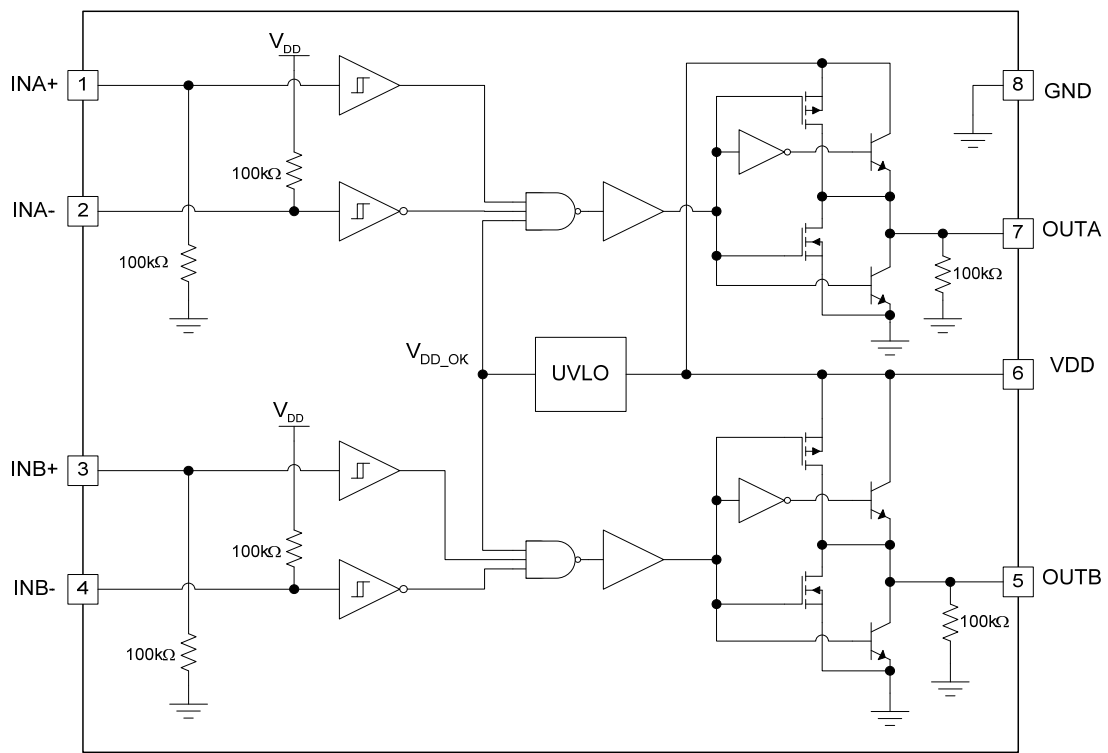 V_DD
INA+ 1
8 GND
100kΩ
INA- 2
7 OUTA
100kΩ
100kΩ
V_DD_OK
UVLO
6 VDD
V_DD
INB+ 3
100kΩ
INB- 4
5 OUTB
100kΩ
100kΩ